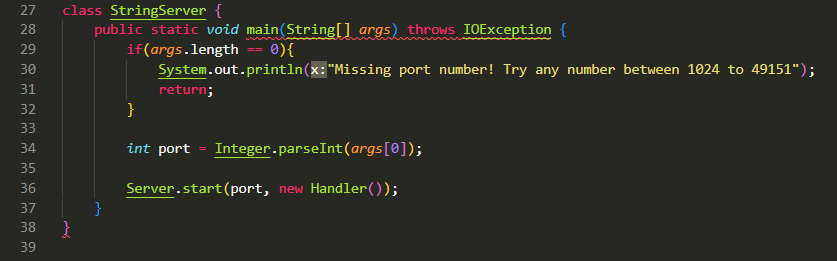 27 class StringServer {
28 public static void main(String[] args) throws IOException {
29 if(args.length == 0){
30 System.out.println(x:"Missing port number! Try any number between 1024 to 49151");
31 return;
32 }
33
34 int port = Integer.parseInt(args[0]);
35
36 Server.start(port, new Handler());
37 }
38 }
39